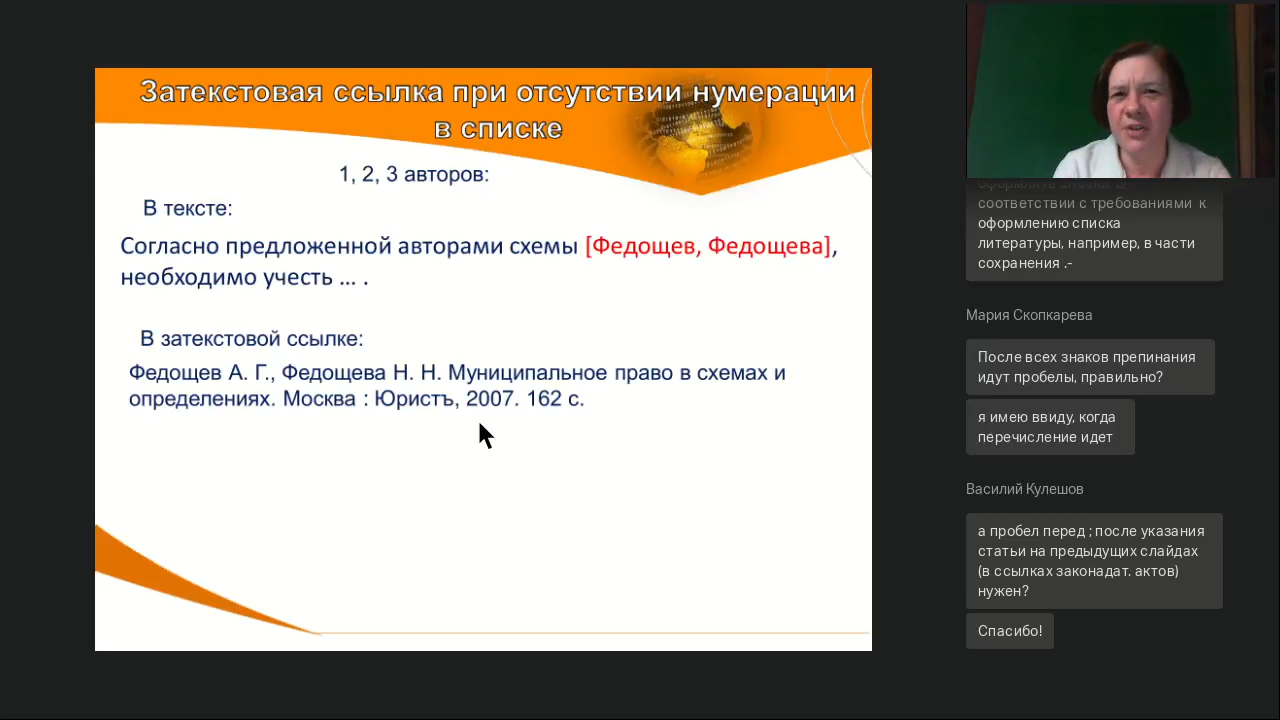 Затекстовая ссылка при отсутствии нумерации
в списке
1, 2, 3 авторов:
В тексте:
Согласно предложенной авторами схемы [Федощев, Федощева],
необходимо учесть ... .
В затекстовой ссылке:
Федощев А. Г., Федощева Н. Н. Муниципальное право в схемах и
определениях. Москва : Юристъ, 2007. 162 с.
соответствии с требованиями к
оформлению списка
литературы, например, в части
сохранения .-
Мария Скопкарева
После всех знаков препинания
идут пробелы, правильно?
я имею ввиду, когда
перечисление идет
Василий Кулешов
а пробел перед ; после указания
статьи на предыдущих слайдах
(в ссылках законадат. актов)
нужен?
Спасибо!